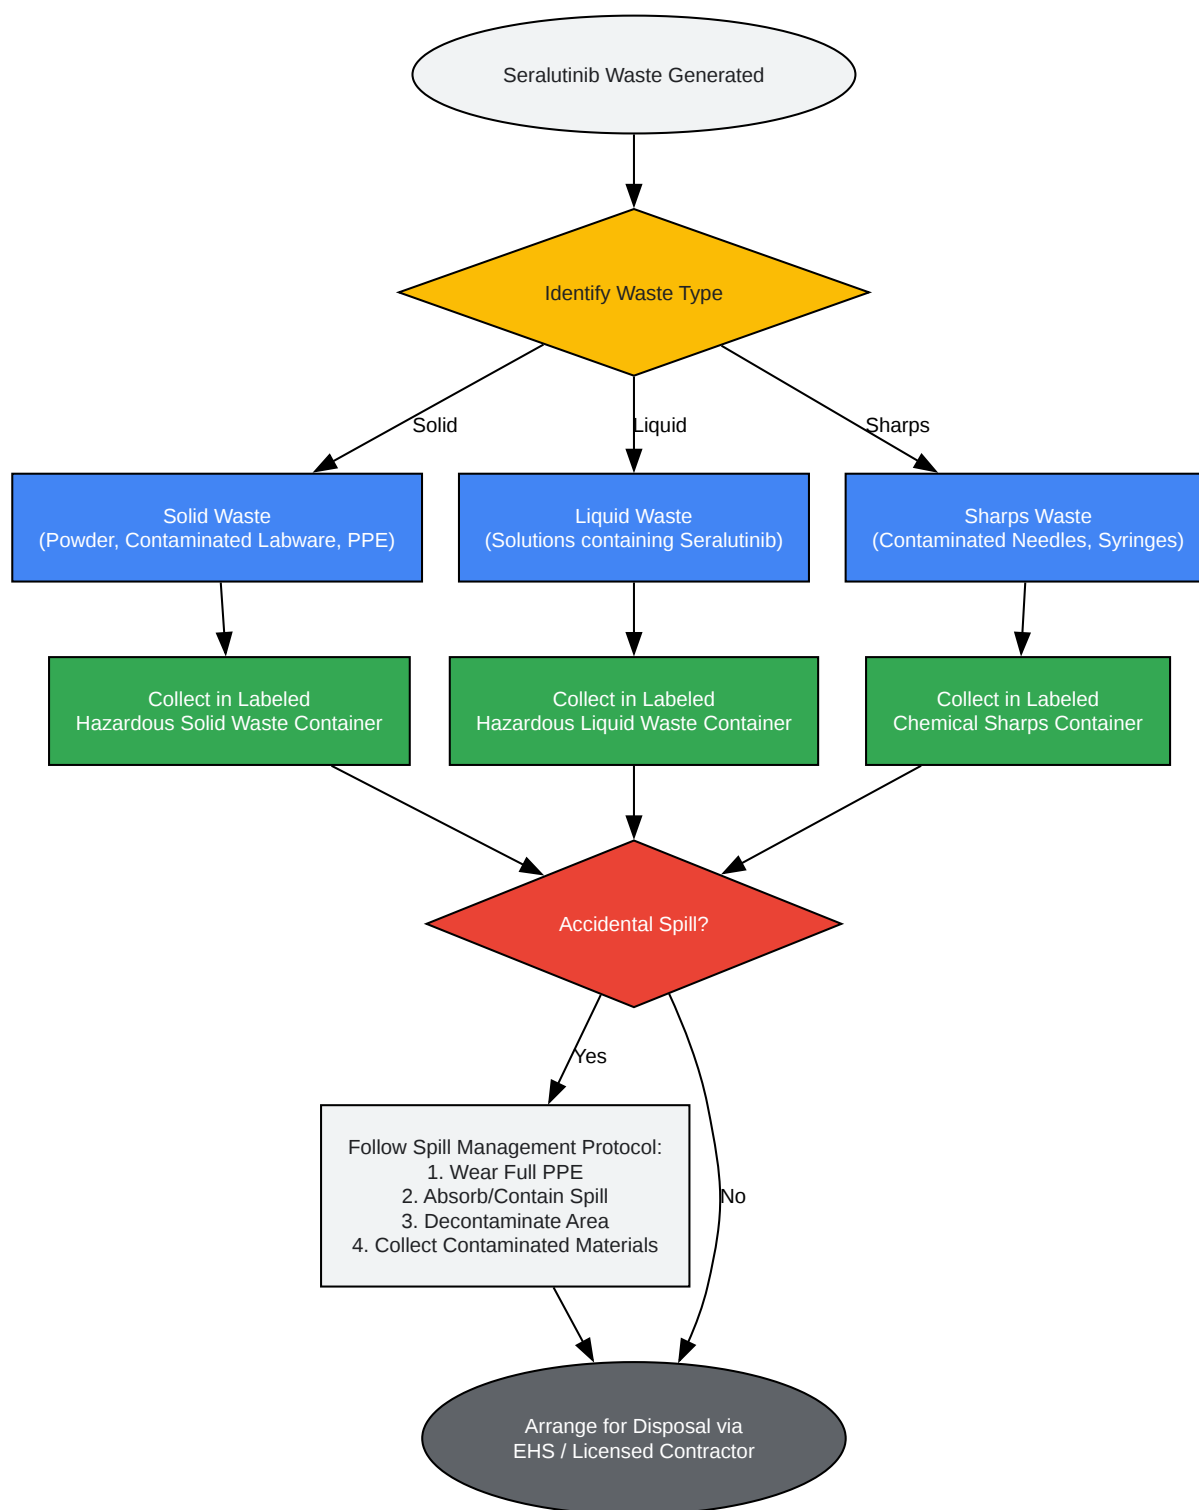 Seralutinib Waste Generated
Identify Waste Type
Solid
Liquid
Sharps
Solid Waste
(Powder, Contaminated Labware, PPE)
Liquid Waste
(Solutions containing Seralutinib)
Sharps Waste
(Contaminated Needles, Syringes)
Collect in Labeled
Hazardous Solid Waste Container
Collect in Labeled
Hazardous Liquid Waste Container
Collect in Labeled
Chemical Sharps Container
Accidental Spill?
Yes
Follow Spill Management Protocol:
1. Wear Full PPE
2. Absorb/Contain Spill
3. Decontaminate Area
4. Collect Contaminated Materials
No
Arrange for Disposal via
EHS / Licensed Contractor